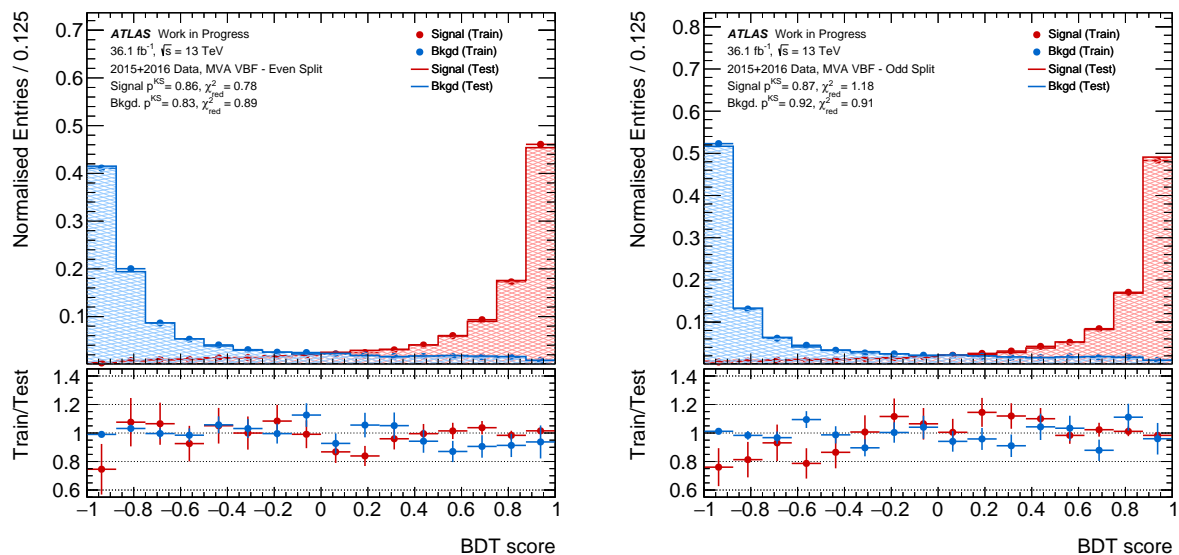 Normalised Entries / 0.125
0.7
0.6
0.5
0.4
0.3
0.2
0.1
ATLAS Work in Progress
36.1 fb⁻¹, √s = 13 TeV
2015+2016 Data, MVA VBF - Even Split
Signal pᴷˢ= 0.86, χ²red = 0.78
Bkgd. pᴷˢ= 0.83, χ²red = 0.89
Signal (Train)
Bkgd (Train)
Signal (Test)
Bkgd (Test)
Train/Test
1.4
1.2
1
0.8
0.6
−1 −0.8 −0.6 −0.4 −0.2 0 0.2 0.4 0.6 0.8 1
BDT score
Normalised Entries / 0.125
0.8
0.7
0.6
0.5
0.4
0.3
0.2
0.1
ATLAS Work in Progress
36.1 fb⁻¹, √s = 13 TeV
2015+2016 Data, MVA VBF - Odd Split
Signal pᴷˢ= 0.87, χ²red = 1.18
Bkgd. pᴷˢ= 0.92, χ²red = 0.91
Signal (Train)
Bkgd (Train)
Signal (Test)
Bkgd (Test)
Train/Test
1.4
1.2
1
0.8
0.6
−1 −0.8 −0.6 −0.4 −0.2 0 0.2 0.4 0.6 0.8 1
BDT score